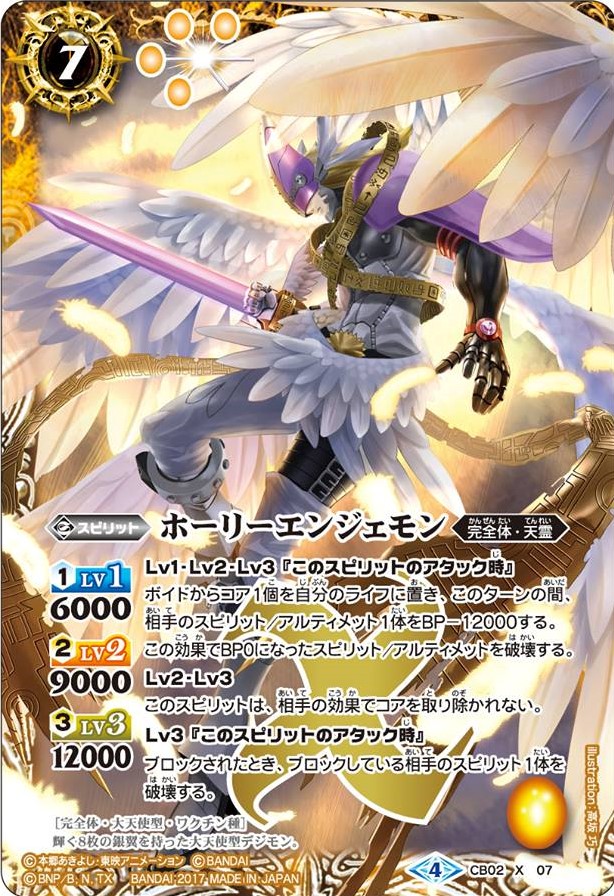 7
スピリット ホーリーエンジェモン 完全体・天霊
1 LV1 6000
Lv1・Lv2・Lv3『このスピリットのアタック時』
ボイドからコア1個を自分のライフに置き、このターンの間、
相手のスピリット/アルティメット1体をBP-12000する。
この効果でBP0になったスピリット/アルティメットを破壊する。
2 LV2 9000
Lv2・Lv3
このスピリットは、相手の効果でコアを取り除かれない。
3 LV3 12000
Lv3『このスピリットのアタック時』
ブロックされたとき、ブロックしている相手のスピリット1体を
破壊する。
［完全体・大天使型・ワクチン種］
輝く8枚の銀翼を持った大天使型デジモン。
illustration:高坂 巧
©本郷あきよし・東映アニメーション ©BANDAI
©BNP/B, N, TX BANDAI 2017 MADE IN JAPAN
4 CB02 X 07